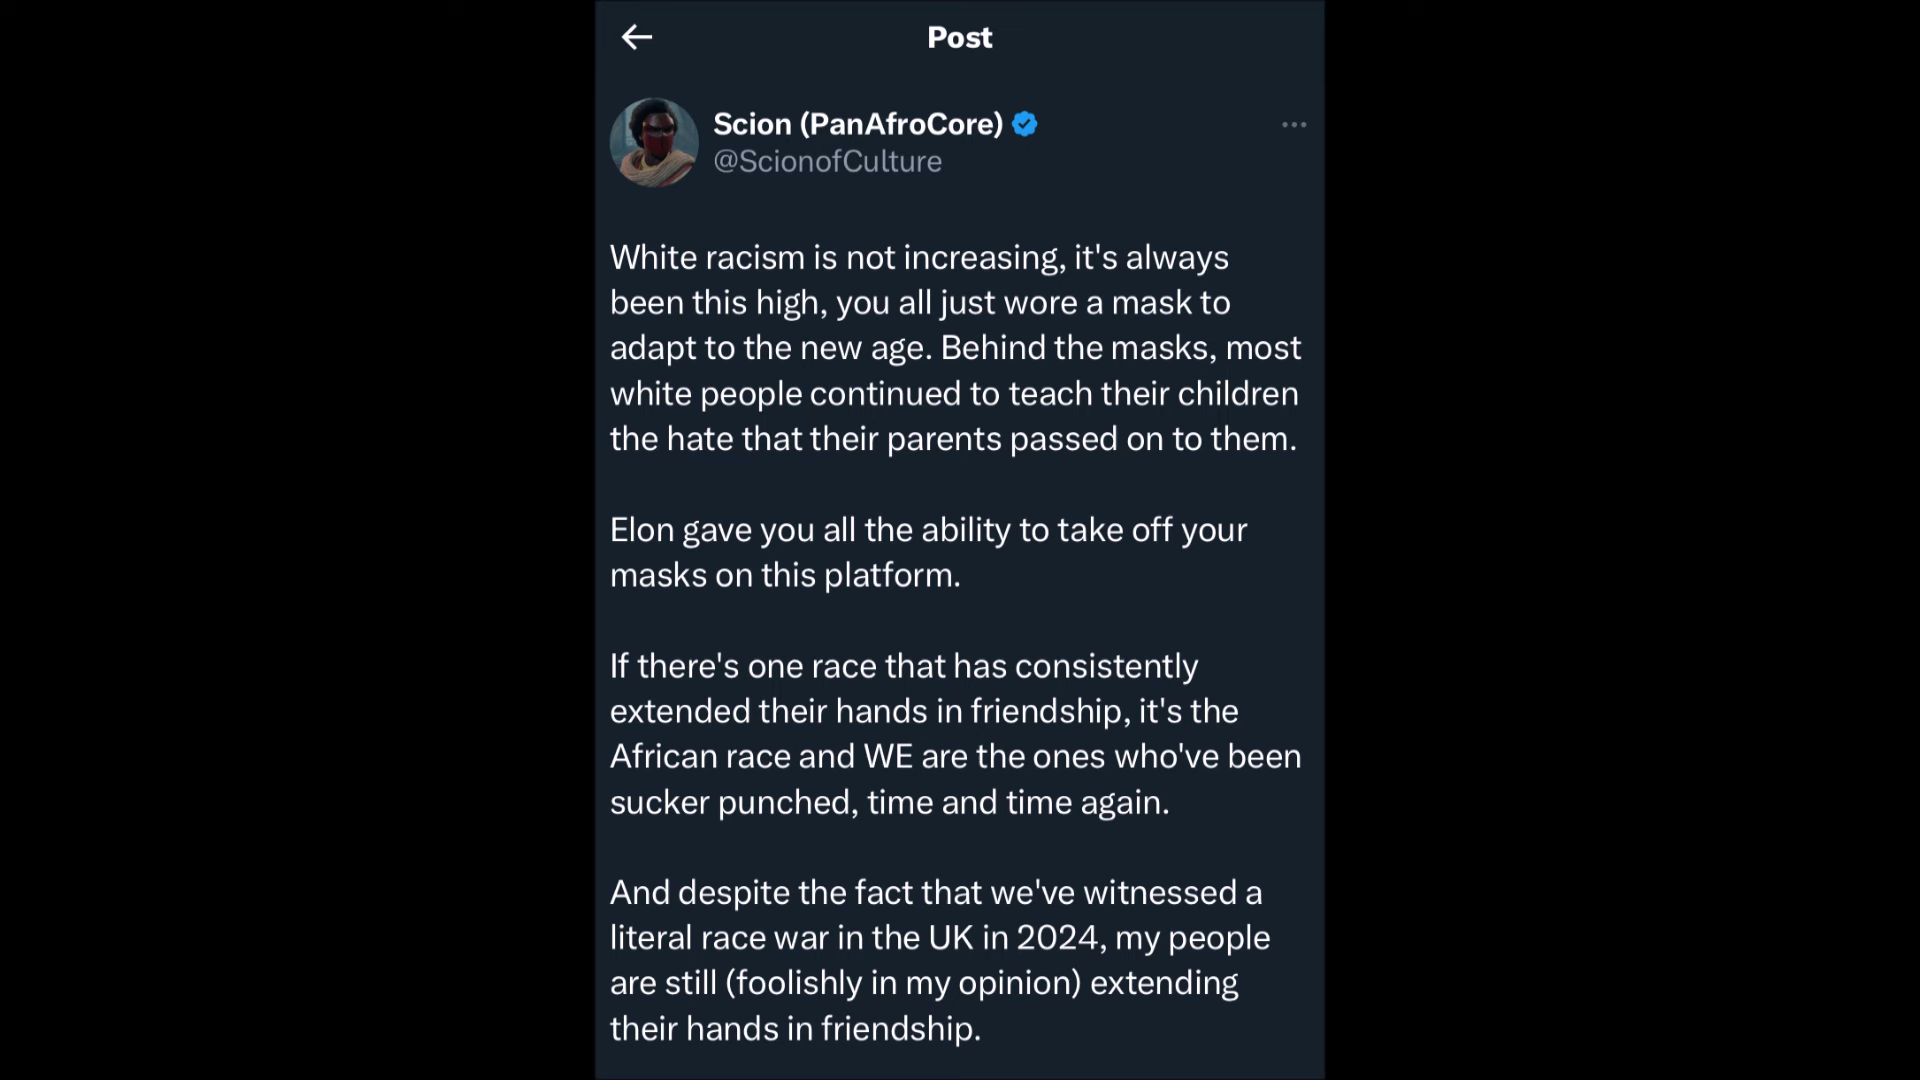 Post
Scion (PanAfroCore)
@ScionofCulture
White racism is not increasing, it's always
been this high, you all just wore a mask to
adapt to the new age. Behind the masks, most
white people continued to teach their children
the hate that their parents passed on to them.
Elon gave you all the ability to take off your
masks on this platform.
If there's one race that has consistently
extended their hands in friendship, it's the
African race and WE are the ones who've been
sucker punched, time and time again.
And despite the fact that we've witnessed a
literal race war in the UK in 2024, my people
are still (foolishly in my opinion) extending
their hands in friendship.